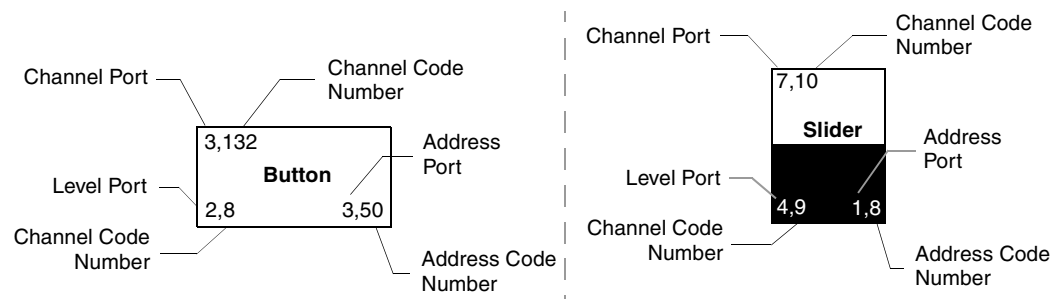 Channel Port
Channel Code
Number
3,132
Button
Address
Port
Level Port
2,8
3,50
Channel Code
Number
Address Code
Number
Channel Port
Channel Code
Number
7,10
Slider
Address
Port
Level Port
4,9
1,8
Channel Code
Number
Address Code
Number